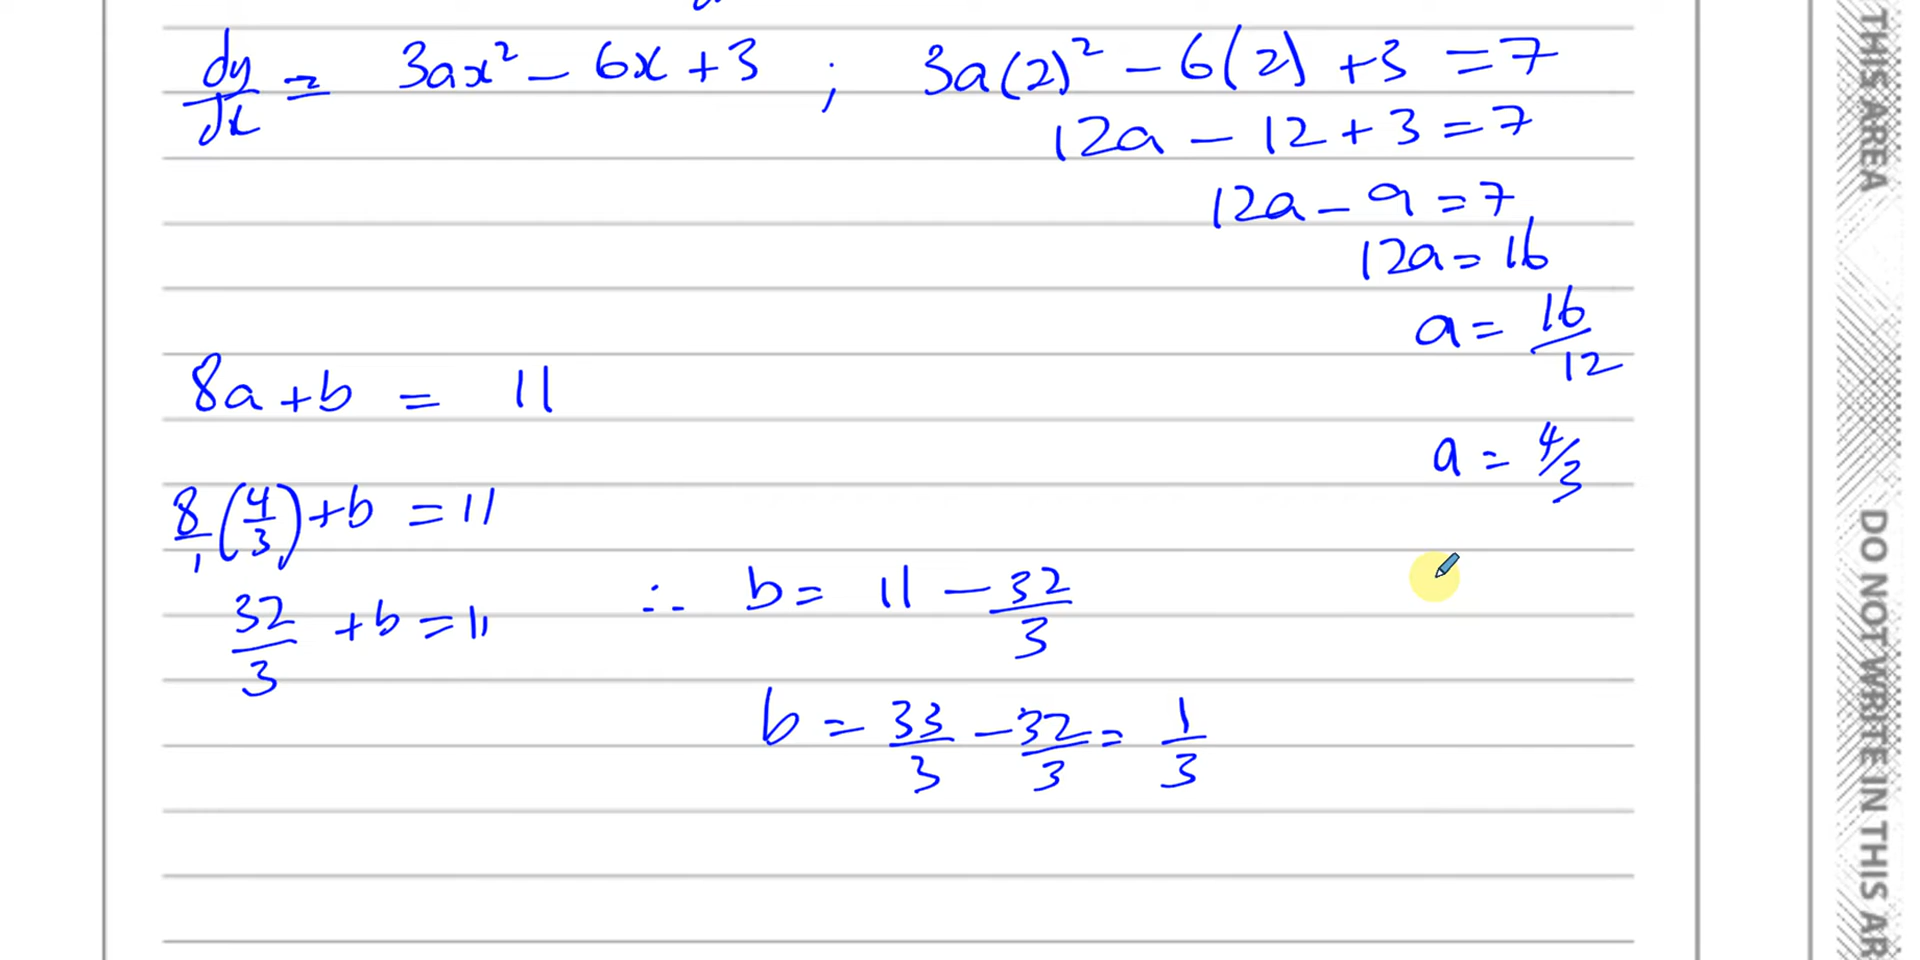 dy/dx = 3ax² - 6x + 3 ; 3a(2)² - 6(2) + 3 = 7
12a - 12 + 3 = 7
12a - 9 = 7
12a = 16
a = 16/12
8a + b = 11
a = 4/3
8/1 (4/3) + b = 11
32/3 + b = 11 ∴ b = 11 - 32/3
b = 33/3 - 32/3 = 1/3
THIS AREA
DO NOT WRITE IN THIS AR